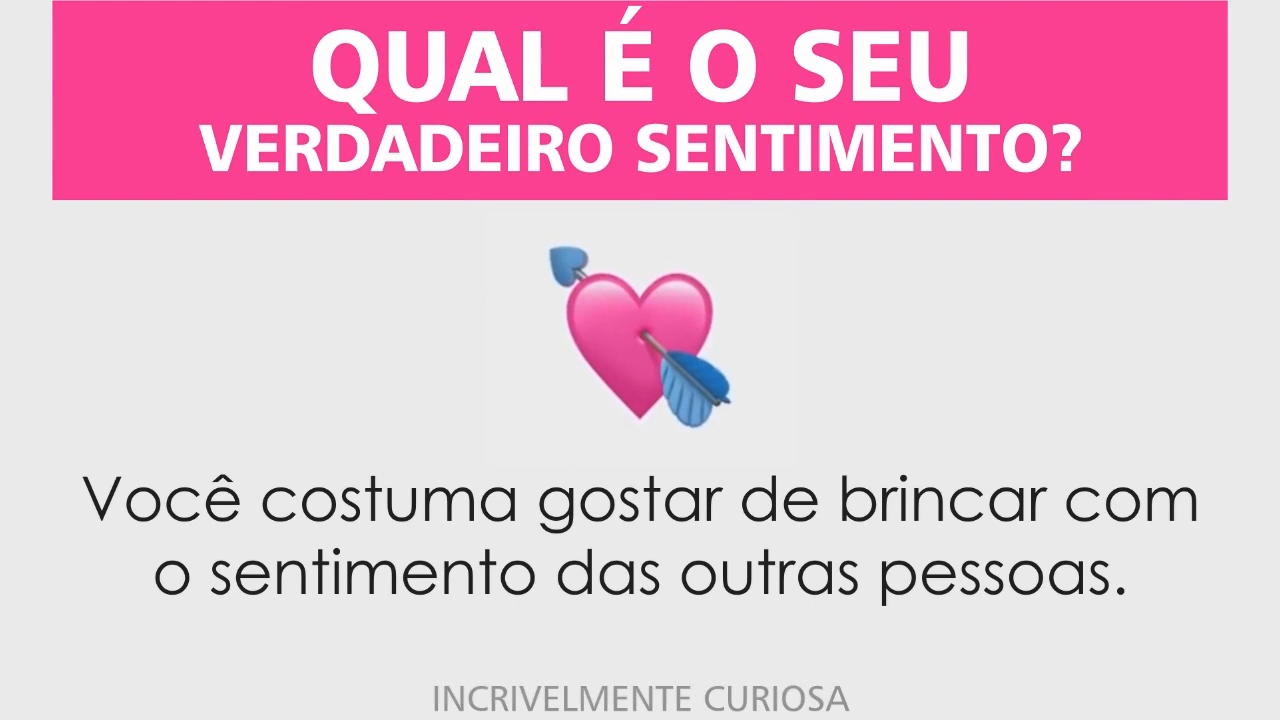 QUAL É O SEU
VERDADEIRO SENTIMENTO?
Você costuma gostar de brincar com
o sentimento das outras pessoas.
INCRIVELMENTE CURIOSA